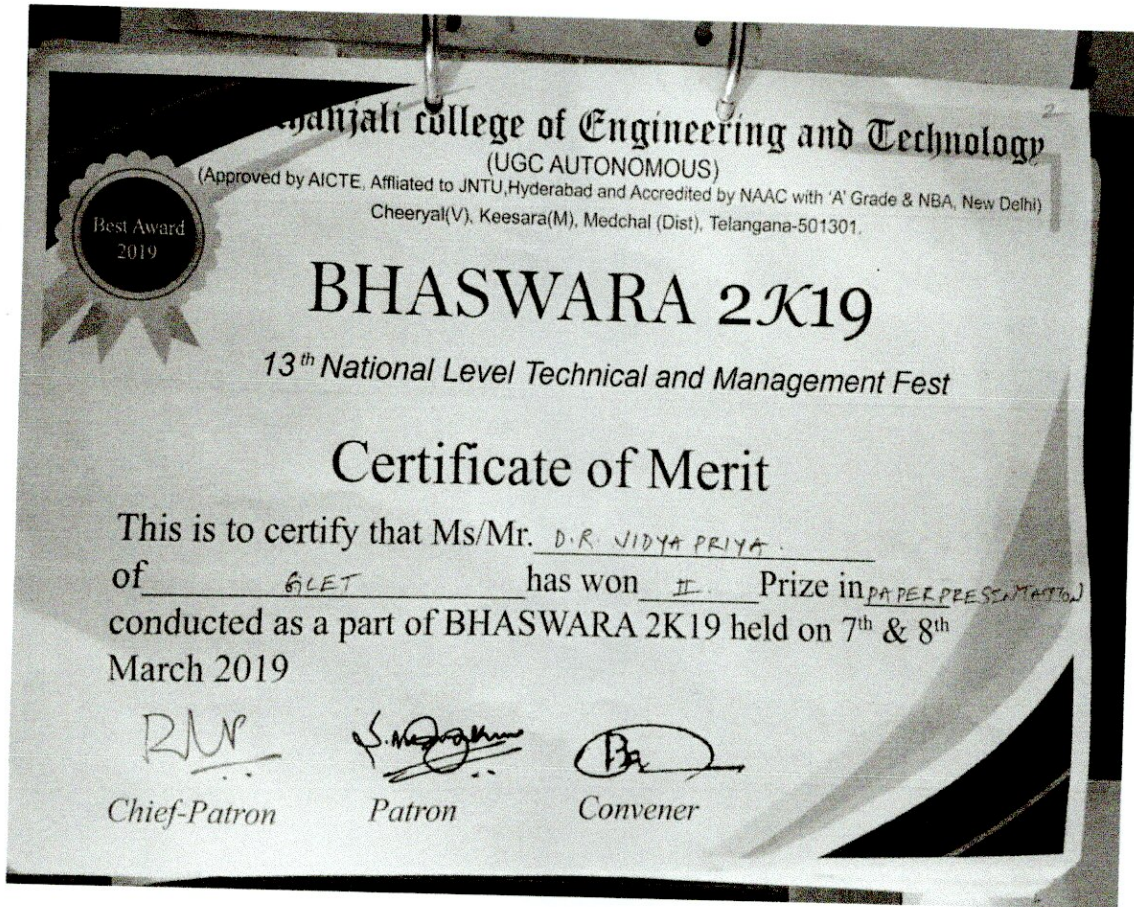 2
thanjali college of Engineering and Technology
(UGC AUTONOMOUS)
(Approved by AICTE, Affliated to JNTU,Hyderabad and Accredited by NAAC with 'A' Grade & NBA, New Delhi)
Cheeryal(V), Keesara(M), Medchal (Dist), Telangana-501301.
Best Award
2019
BHASWARA 2K19
13th National Level Technical and Management Fest
Certificate of Merit
This is to certify that Ms/Mr. D.R. VIDYA PRIYA.
of GCET has won II. Prize in PAPER PRESENTATION
conducted as a part of BHASWARA 2K19 held on 7th & 8th
March 2019
Chief-Patron Patron Convener